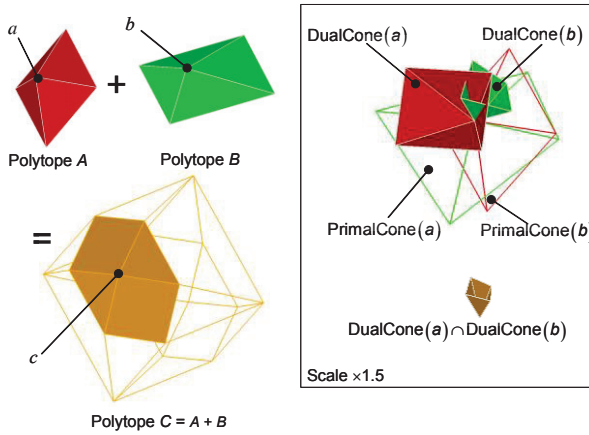 a
b
+
Polytope A
Polytope B
=
c
Polytope C = A + B
DualCone(a)
DualCone(b)
PrimalCone(a)
PrimalCone(b)
DualCone(a) ∩ DualCone(b)
Scale ×1.5